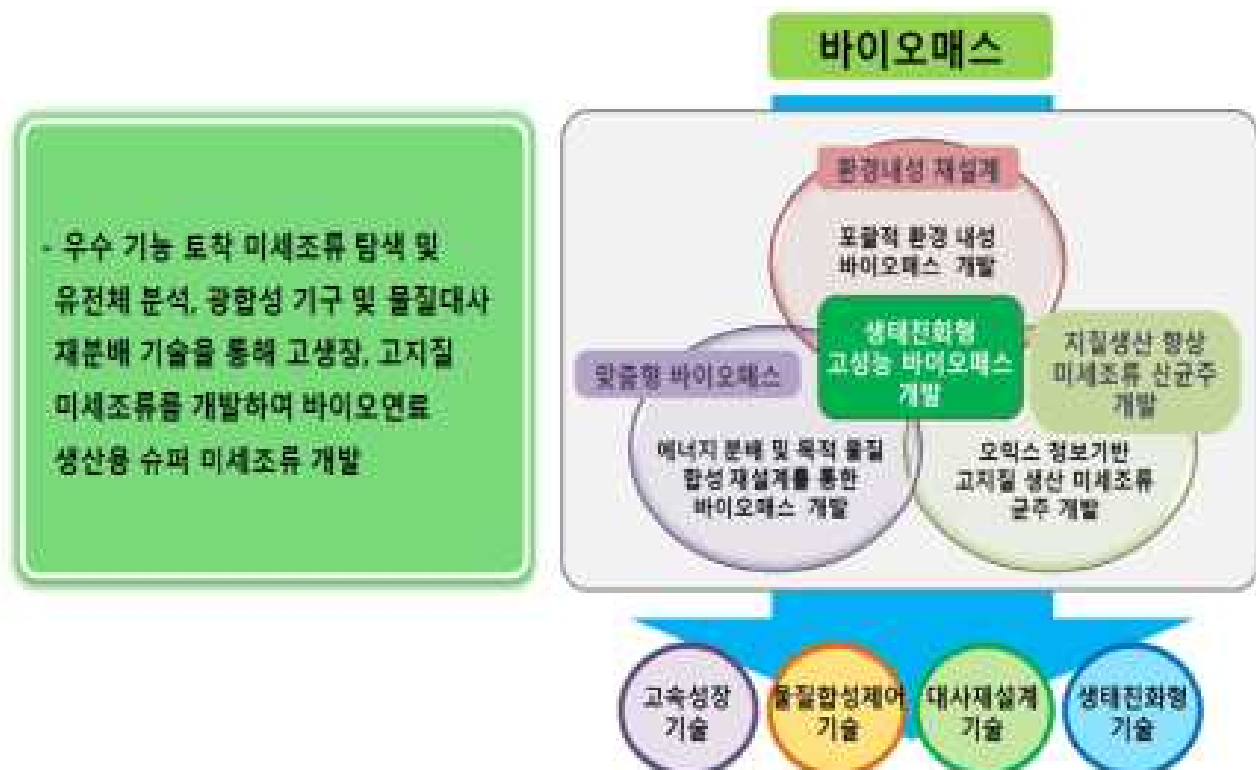 바이오매스
- 우수 기능 토착 미세조류 탐색 및
유전체 분석, 광합성 기구 및 물질대사
재분배 기술을 통해 고생장, 고지질
미세조류를 개발하여 바이오연료
생산용 슈퍼 미세조류 개발
환경내성 재설계
포괄적 환경 내성
바이오매스 개발
생태진화형
고성능 바이오매스
개발
맞춤형 바이오매스
에너지 분배 및 목적 물질
합성 재설계를 통한
바이오매스 개발
지질생산 향상
미세조류 신균주
개발
오믹스 정보기반
고지질 생산 미세조류
균주 개발
고속성장
기술
물질합성제어
기술
대사재설계
기술
생태진화형
기술